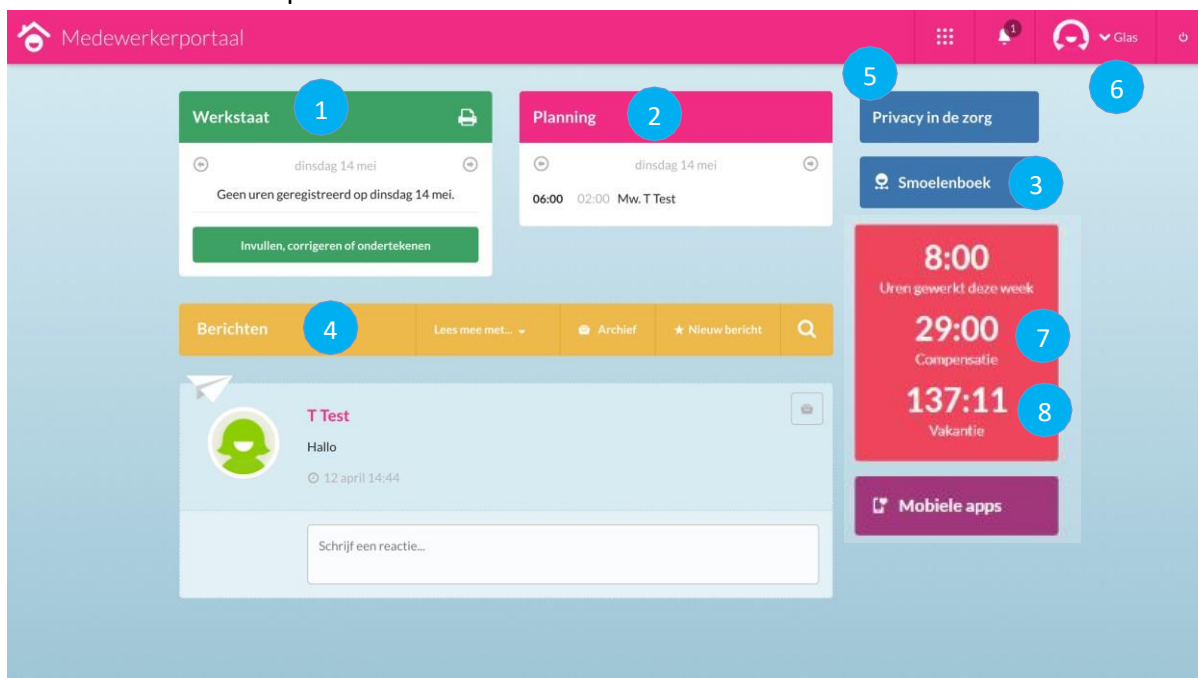 Medewerkerportaal
1
Glas
5
6
Werkstaat
1
Planning
2
Privacy in de zorg
dinsdag 14 mei
dinsdag 14 mei
Smoelenboek
3
Geen uren geregistreerd op dinsdag 14 mei.
06:00 02:00 Mw. T Test
Invullen, corrigeren of ondertekenen
8:00
Uren gewerkt deze week
29:00
7
Compensatie
137:11
8
Vakantie
Berichten
4
Lees mee met...
Archief
Nieuw bericht
T Test
Hallo
12 april 14:44
Schrijf een reactie...
Mobiele apps